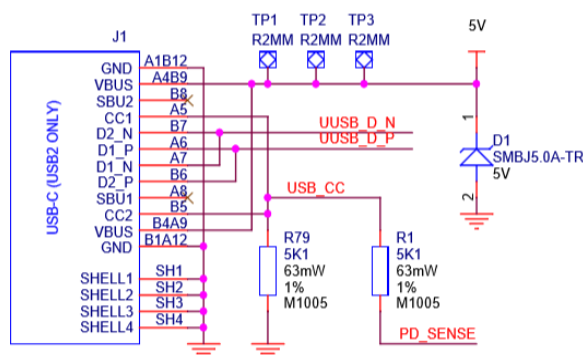 TP1
TP2
TP3
R2MM
R2MM
R2MM
5V
J1
USB-C (USB2 ONLY)
GND A1B12
VBUS A4B9
SBU2 B8
CC1 A5
D2_N B7
D1_P A6
D1_N A7
D2_P B6
SBU1 A8
CC2 B5
VBUS B4A9
GND B1A12
SHELL1 SH1
SHELL2 SH2
SHELL3 SH3
SHELL4 SH4
UUSB_D_N
UUSB_D_P
USB_CC
R79
5K1
63mW
1%
M1005
R1
5K1
63mW
1%
M1005
PD_SENSE
1
D1
SMBJ5.0A-TR
5V
2